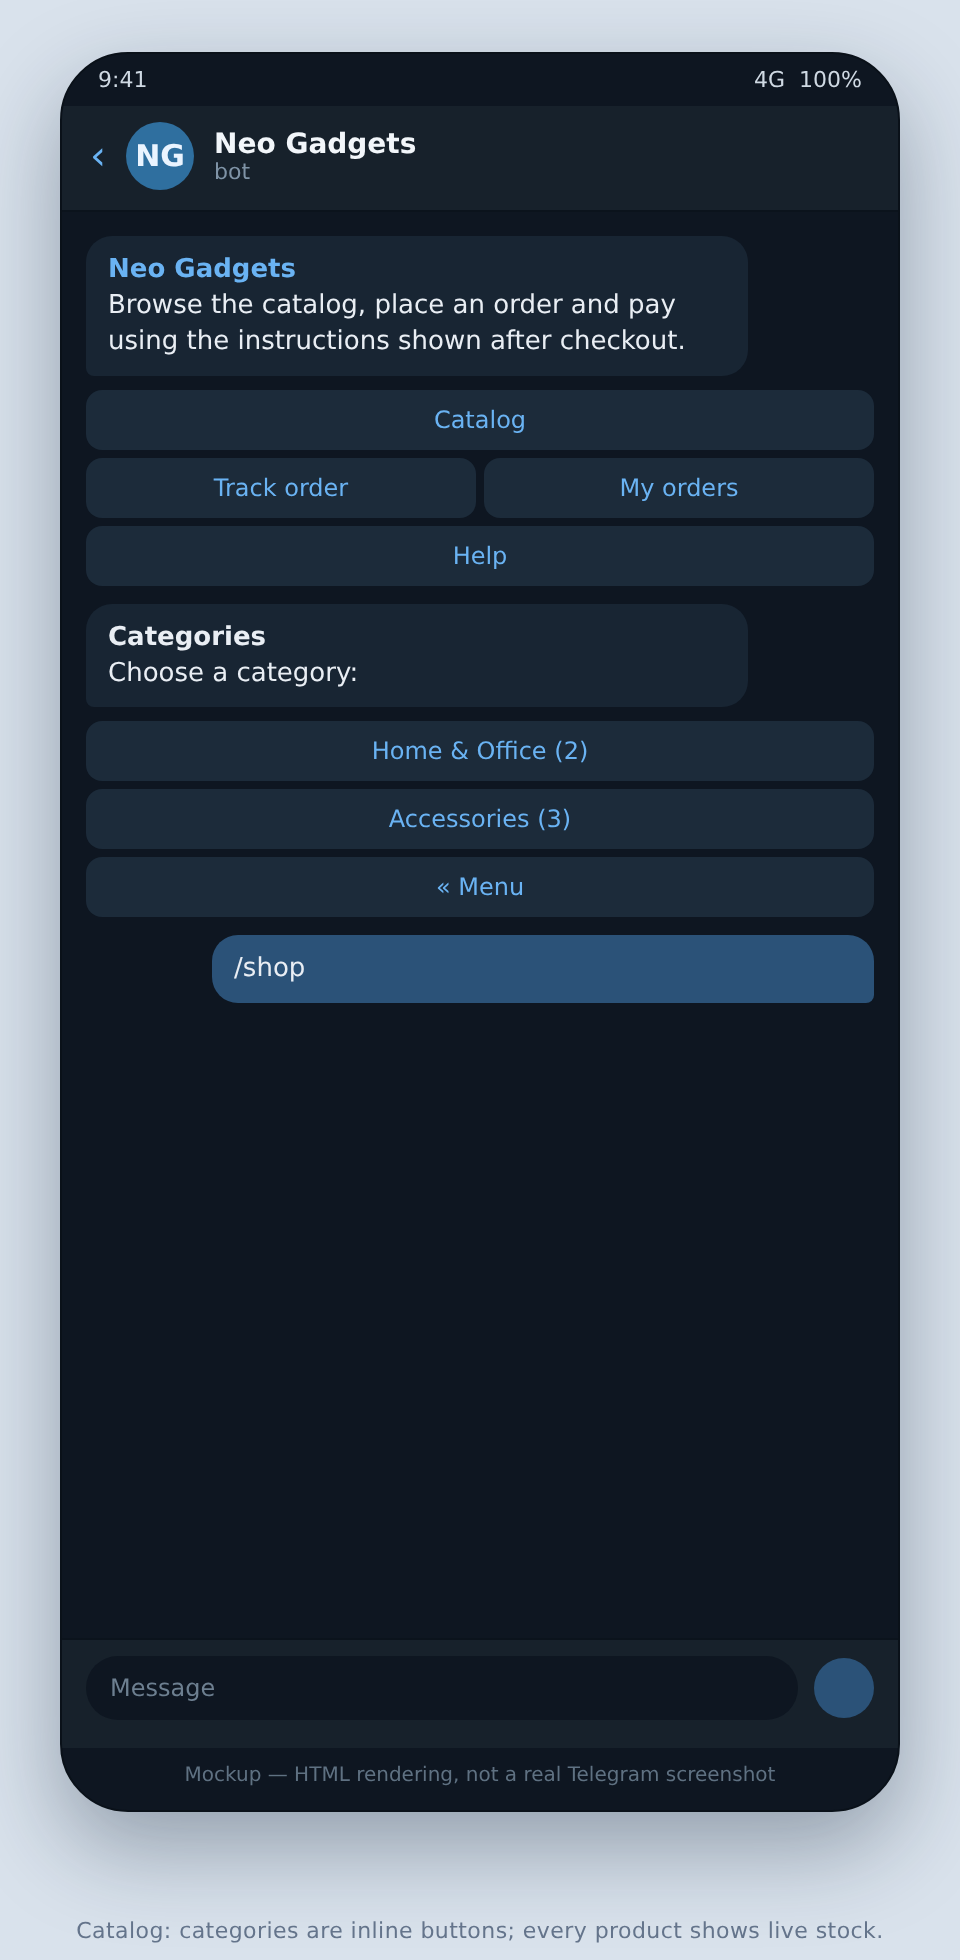 9:41
4G 100%
‹
NG
Neo Gadgets
bot
Neo Gadgets
Browse the catalog, place an order and pay
using the instructions shown after checkout.
Catalog
Track order
My orders
Help
Categories
Choose a category:
Home & Office (2)
Accessories (3)
« Menu
/shop
Message
Mockup — HTML rendering, not a real Telegram screenshot
Catalog: categories are inline buttons; every product shows live stock.